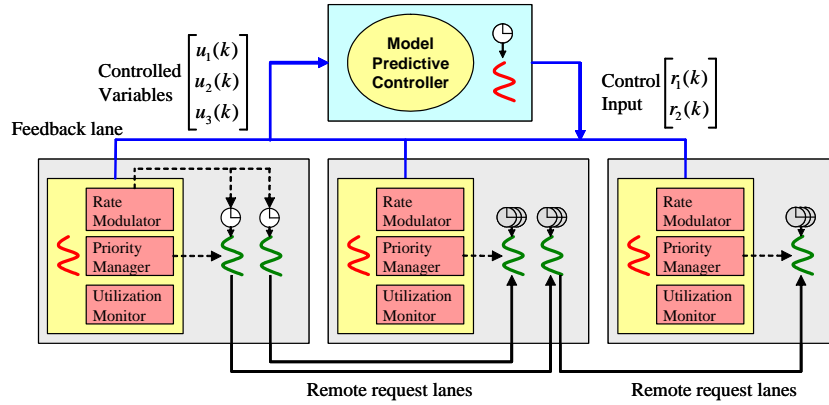 Controlled
Variables
u₁(k)
u₂(k)
u₃(k)
Model
Predictive
Controller
Control
Input
r₁(k)
r₂(k)
Feedback lane
Rate
Modulator
Priority
Manager
Utilization
Monitor
Rate
Modulator
Priority
Manager
Utilization
Monitor
Rate
Modulator
Priority
Manager
Utilization
Monitor
Remote request lanes
Remote request lanes